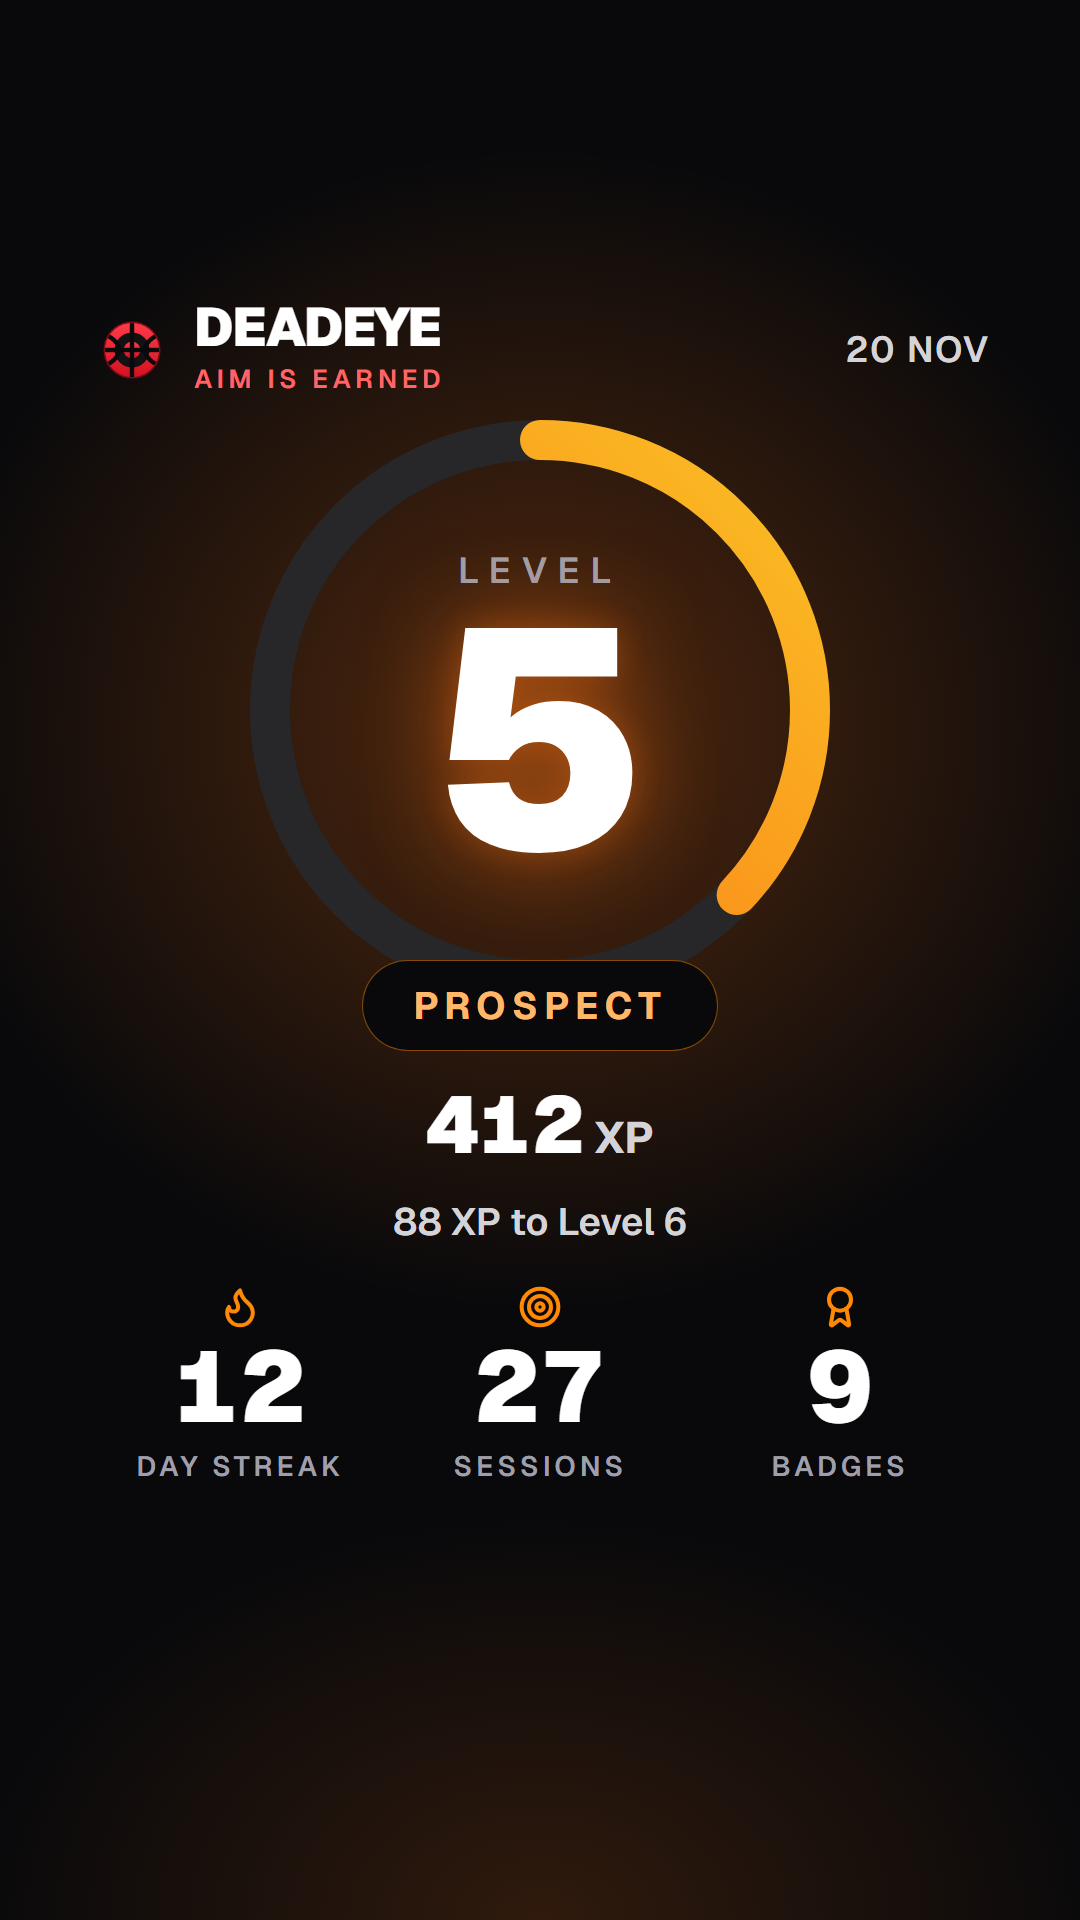 DEADEYE
AIM IS EARNED
20 NOV
LEVEL
5
PROSPECT
412 XP
88 XP to Level 6
12
DAY STREAK
27
SESSIONS
9
BADGES